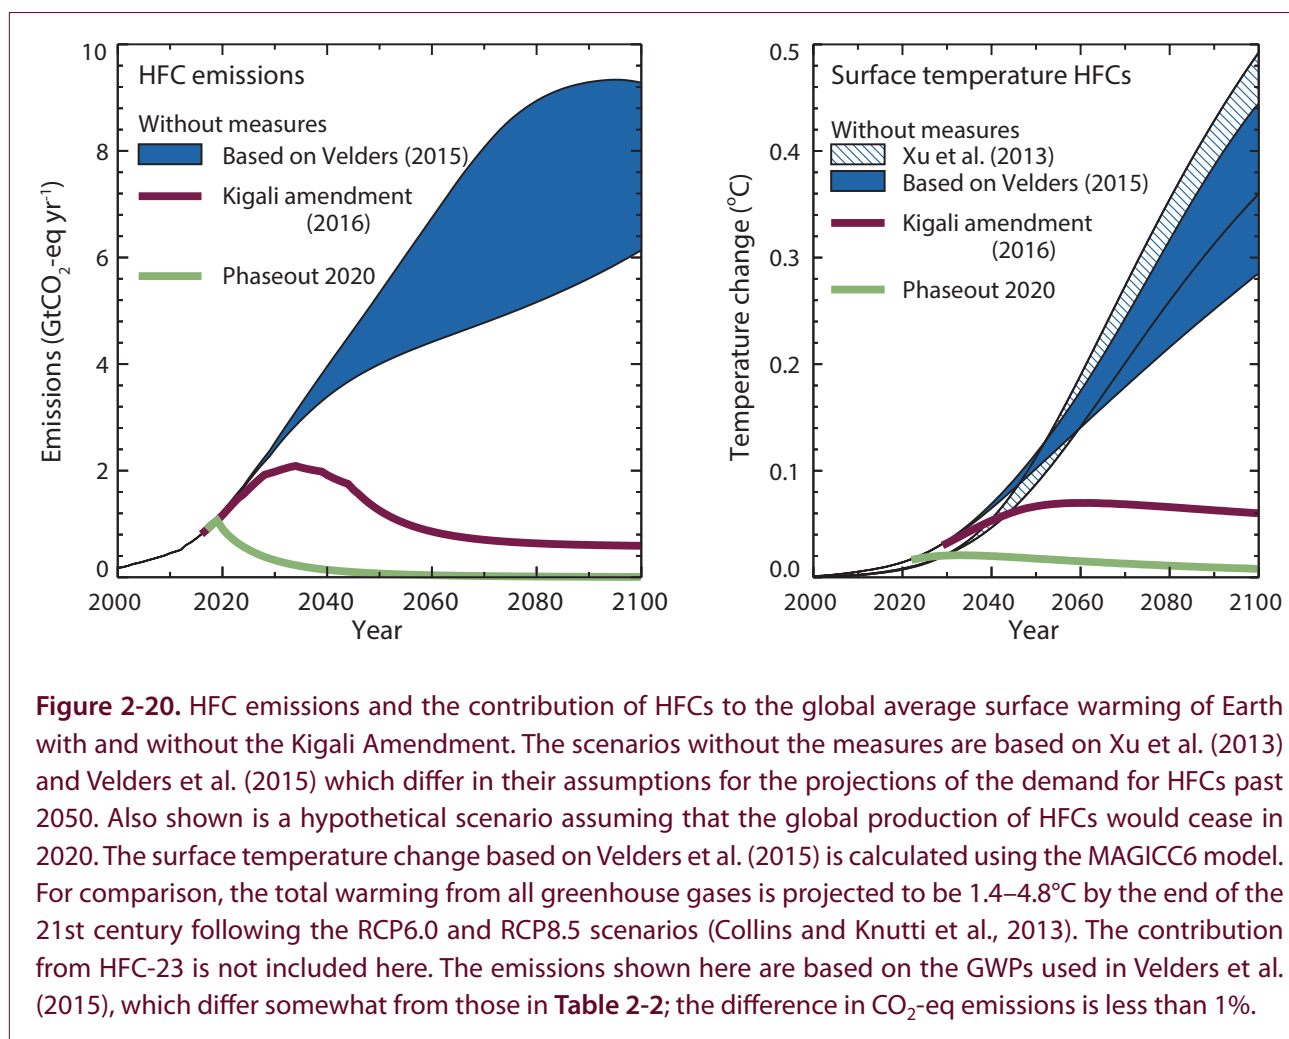 HFC emissions
Without measures
Based on Velders (2015)
Kigali amendment
(2016)
Phaseout 2020
Emissions (GtCO2-eq yr-1)
10
8
6
4
2
0
2000 2020 2040 2060 2080 2100
Year
Surface temperature HFCs
Without measures
Xu et al. (2013)
Based on Velders (2015)
Kigali amendment
(2016)
Phaseout 2020
Temperature change (°C)
0.5
0.4
0.3
0.2
0.1
0.0
2000 2020 2040 2060 2080 2100
Year
Figure 2-20. HFC emissions and the contribution of HFCs to the global average surface warming of Earth
with and without the Kigali Amendment. The scenarios without the measures are based on Xu et al. (2013)
and Velders et al. (2015) which differ in their assumptions for the projections of the demand for HFCs past
2050. Also shown is a hypothetical scenario assuming that the global production of HFCs would cease in
2020. The surface temperature change based on Velders et al. (2015) is calculated using the MAGICC6 model.
For comparison, the total warming from all greenhouse gases is projected to be 1.4–4.8°C by the end of the
21st century following the RCP6.0 and RCP8.5 scenarios (Collins and Knutti et al., 2013). The contribution
from HFC-23 is not included here. The emissions shown here are based on the GWPs used in Velders et al.
(2015), which differ somewhat from those in Table 2-2; the difference in CO2-eq emissions is less than 1%.